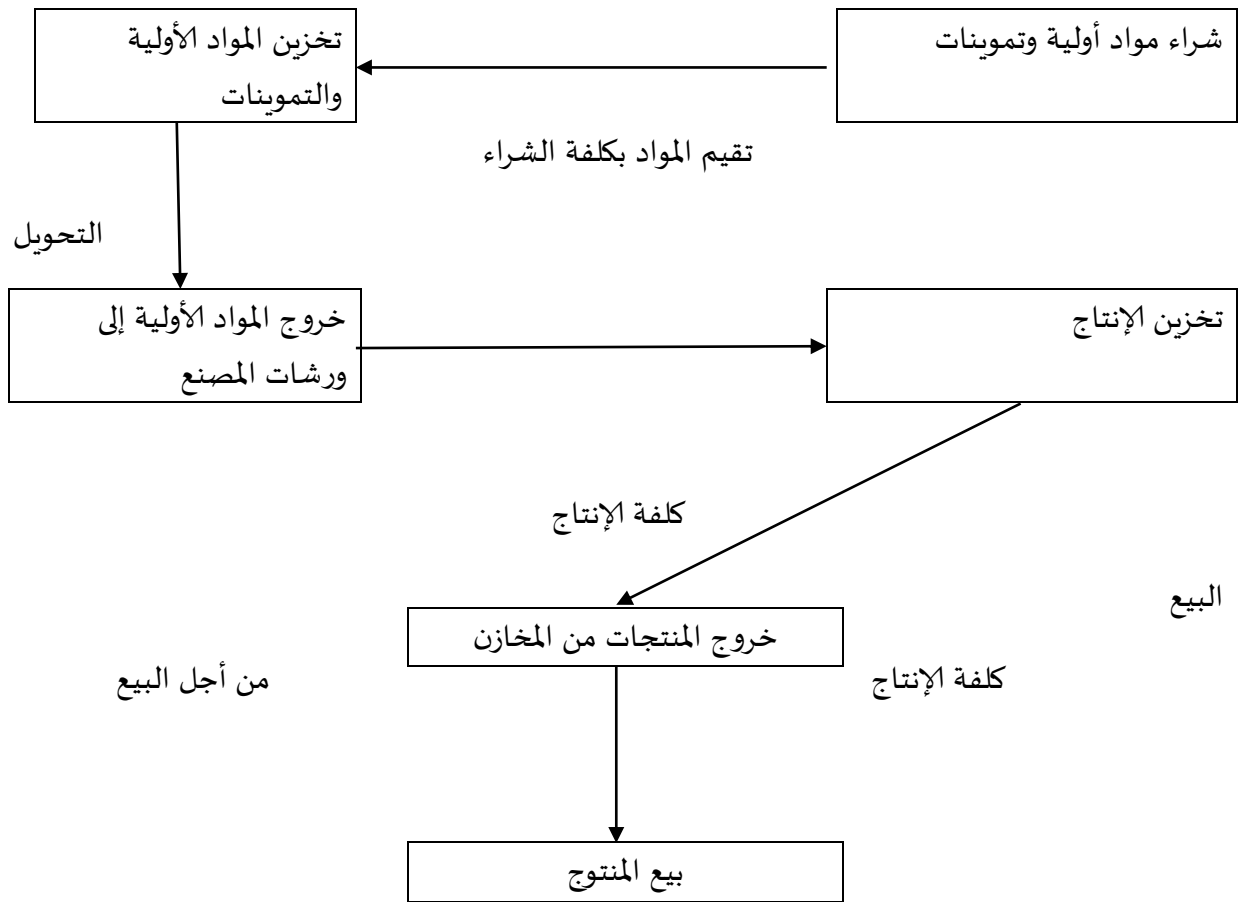 شراء مواد أولية وتموينات
تخزين المواد الأولية
والتموينات
تقيم المواد بكلفة الشراء
التحويل
خروج المواد الأولية إلى
ورشات المصنع
تخزين الإنتاج
كلفة الإنتاج
البيع
خروج المنتجات من المخازن
كلفة الإنتاج
من أجل البيع
بيع المنتوج